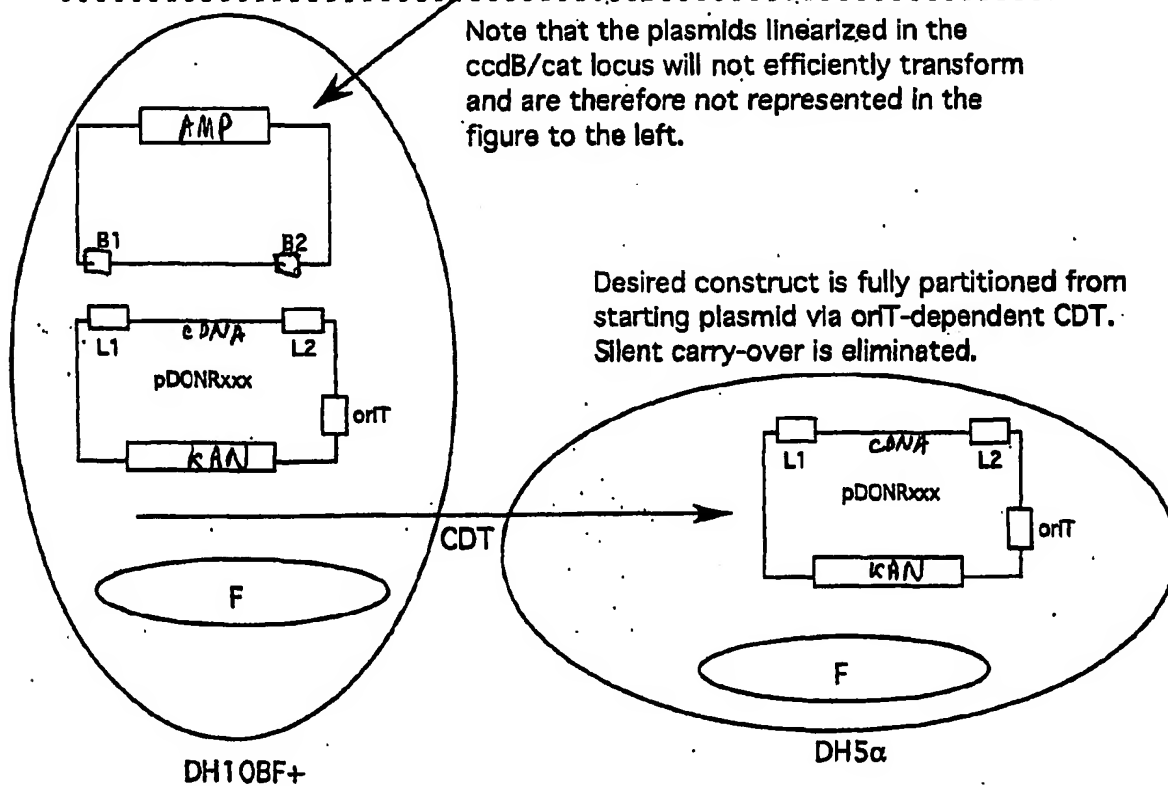 Note that the plasmids linearized in the
ccdB/cat locus will not efficiently transform
and are therefore not represented in the
figure to the left.
AMP
B1
B2
Desired construct is fully partitioned from
starting plasmid via oriT-dependent CDT.
Silent carry-over is eliminated.
L1
cDNA
L2
pDONRxxx
oriT
KAN
L1
cDNA
L2
pDONRxxx
oriT
KAN
CDT
F
F
DH10BF+
DH5α